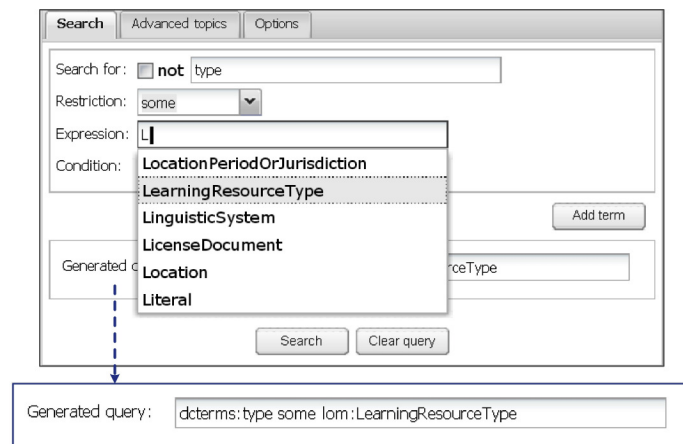 Search Advanced topics Options
Search for: not type
Restriction: some
Expression: L
Condition:
LocationPeriodOrJurisdiction
LearningResourceType
LinguisticSystem
LicenseDocument
Location
Literal
Add term
Generated rceType
Search Clear query
Generated query: dcterms:type some lom:LearningResourceType